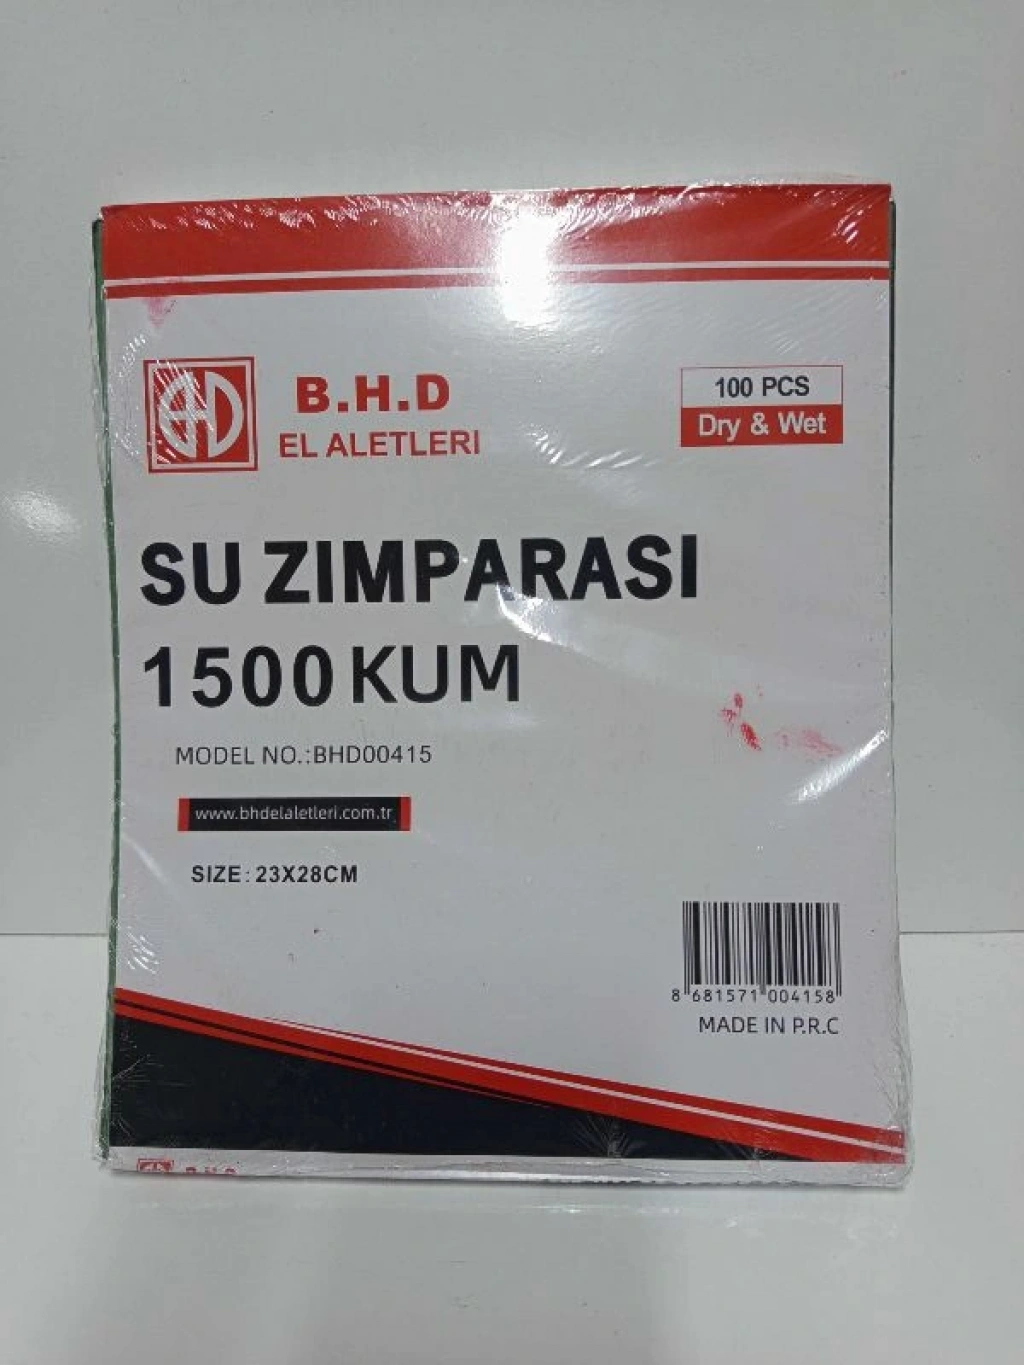 B.H.D
EL ALETLERİ
100 PCS
Dry & Wet
SU ZIMPARASI
1500 KUM
MODEL NO.:BHD00415
www.bhdelaletleri.com.tr
SIZE: 23X28CM
8 681571 004158
MADE IN P.R.C